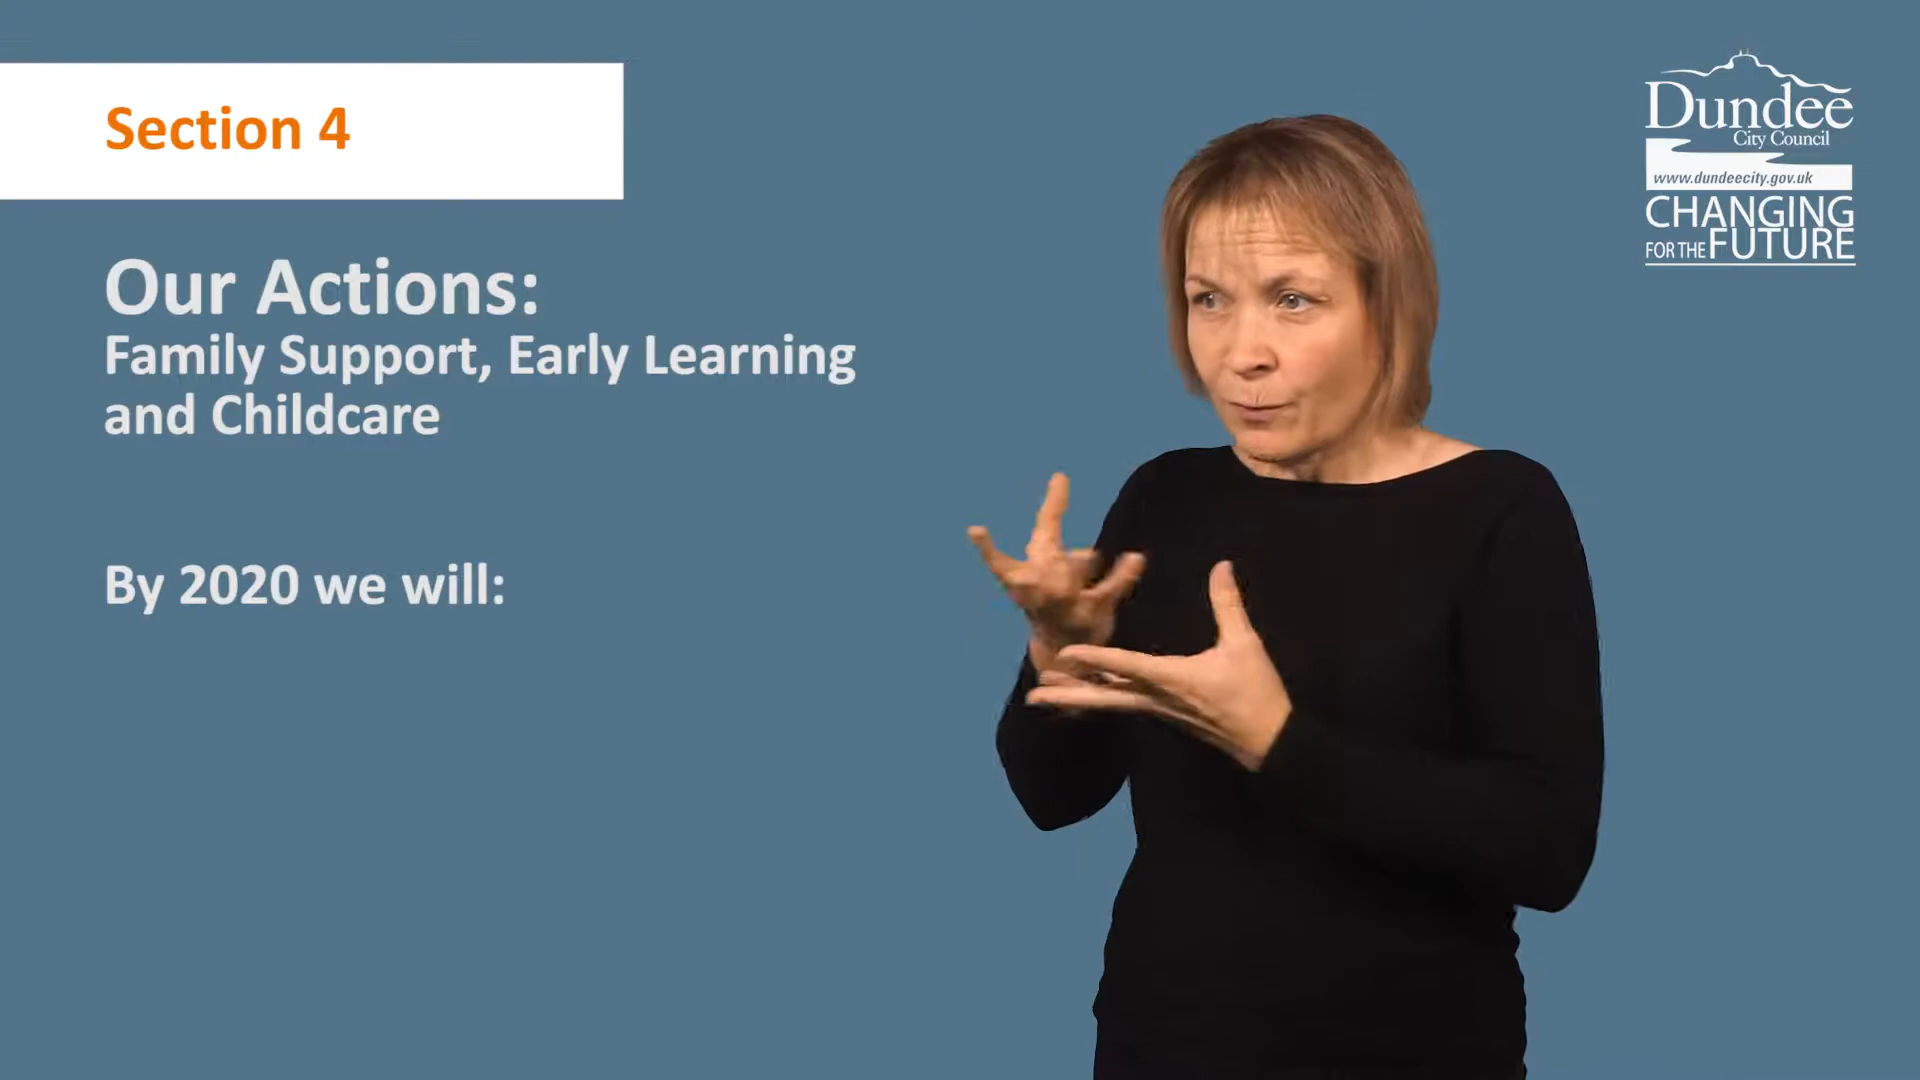 Section 4
Our Actions:
Family Support, Early Learning
and Childcare
By 2020 we will:
Dundee
City Council
www.dundeecity.gov.uk
CHANGING
FOR THE FUTURE